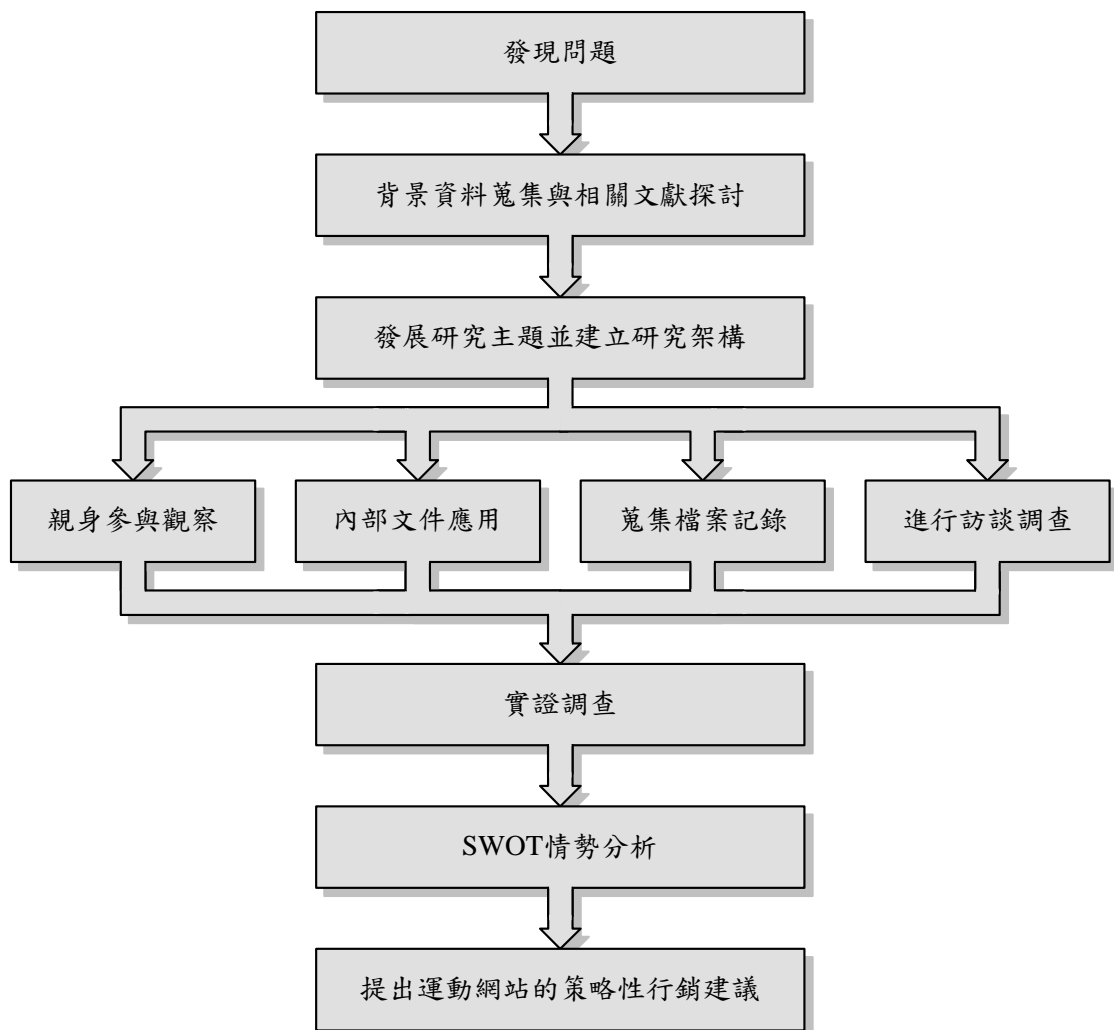 發現問題
背景資料蒐集與相關文獻探討
發展研究主題並建立研究架構
親身參與觀察
內部文件應用
蒐集檔案記錄
進行訪談調查
實證調查
SWOT情勢分析
提出運動網站的策略性行銷建議